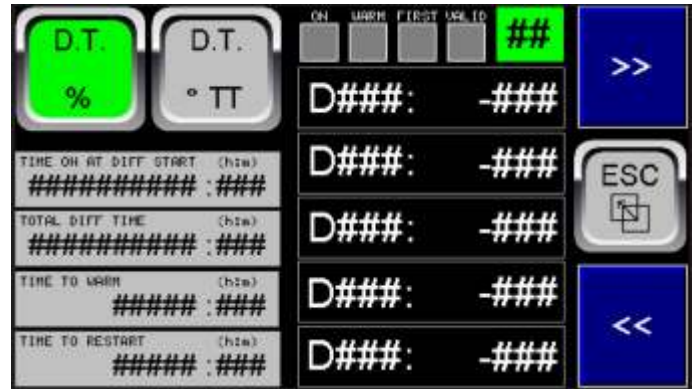 D.T.
%
D.T.
° TT
ON WARM FIRST VALID
##
>>
TIME ON AT DIFF START (h:m)
########## :###
TOTAL DIFF TIME (h:m)
########## :###
TIME TO WARM (h:m)
##### :###
TIME TO RESTART (h:m)
##### :###
D###: -###
D###: -###
D###: -###
D###: -###
D###: -###
ESC
<<